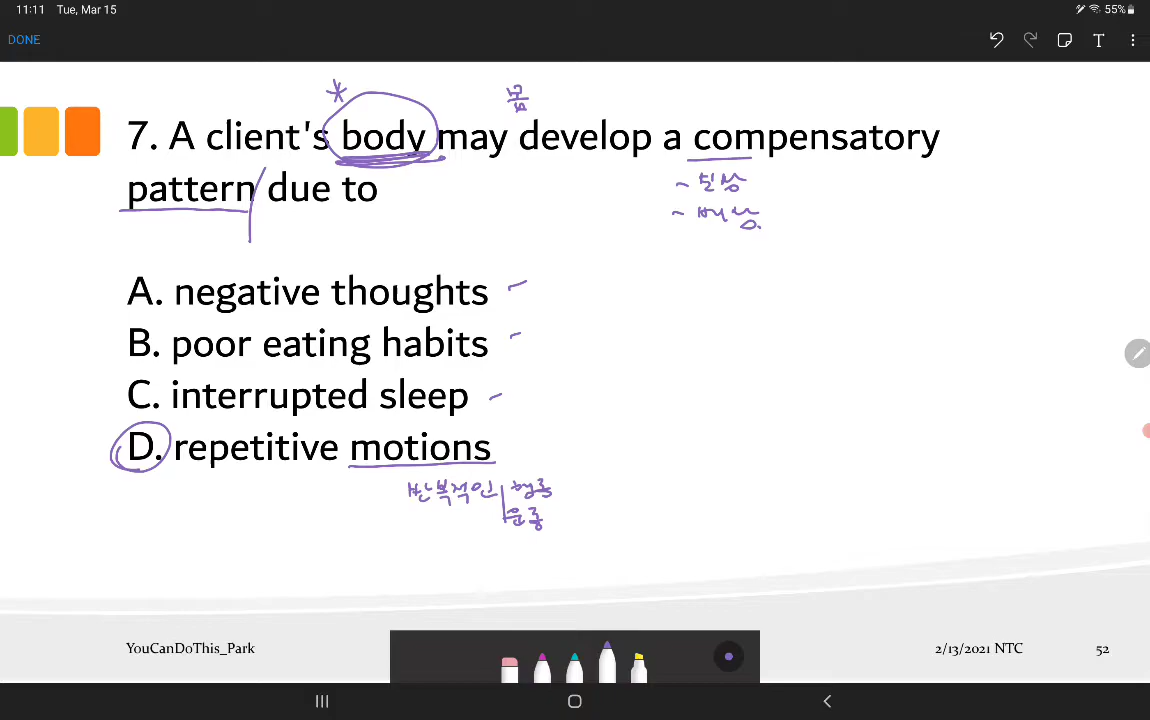 11:11 Tue, Mar 15 55%
DONE
몸
7. A client's body may develop a compensatory
pattern due to
- 보상
- 배상
A. negative thoughts
B. poor eating habits
C. interrupted sleep
D. repetitive motions
반복적인 행동
운동
YouCanDoThis_Park 2/13/2021 NTC 52